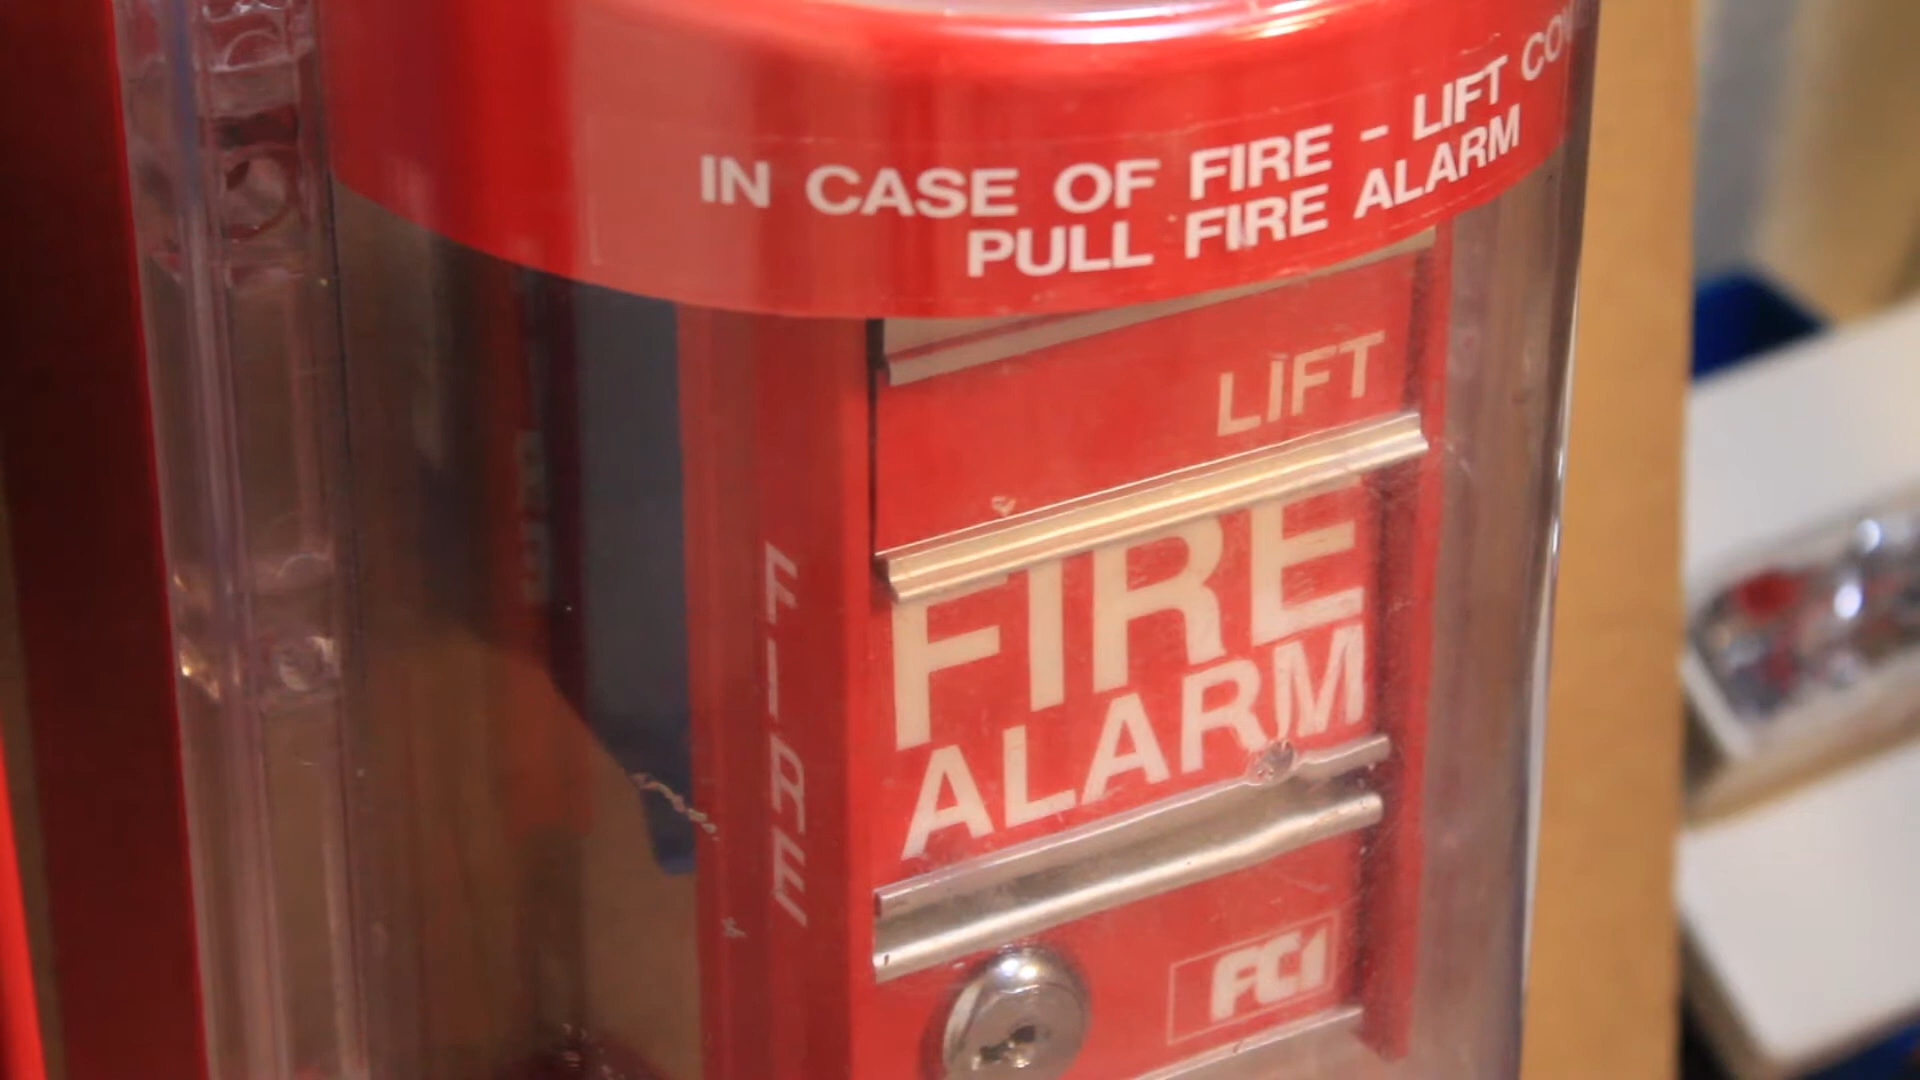 IN CASE OF FIRE - LIFT
PULL FIRE ALARM
LIFT
FIRE
ALARM
FIRE
FCI